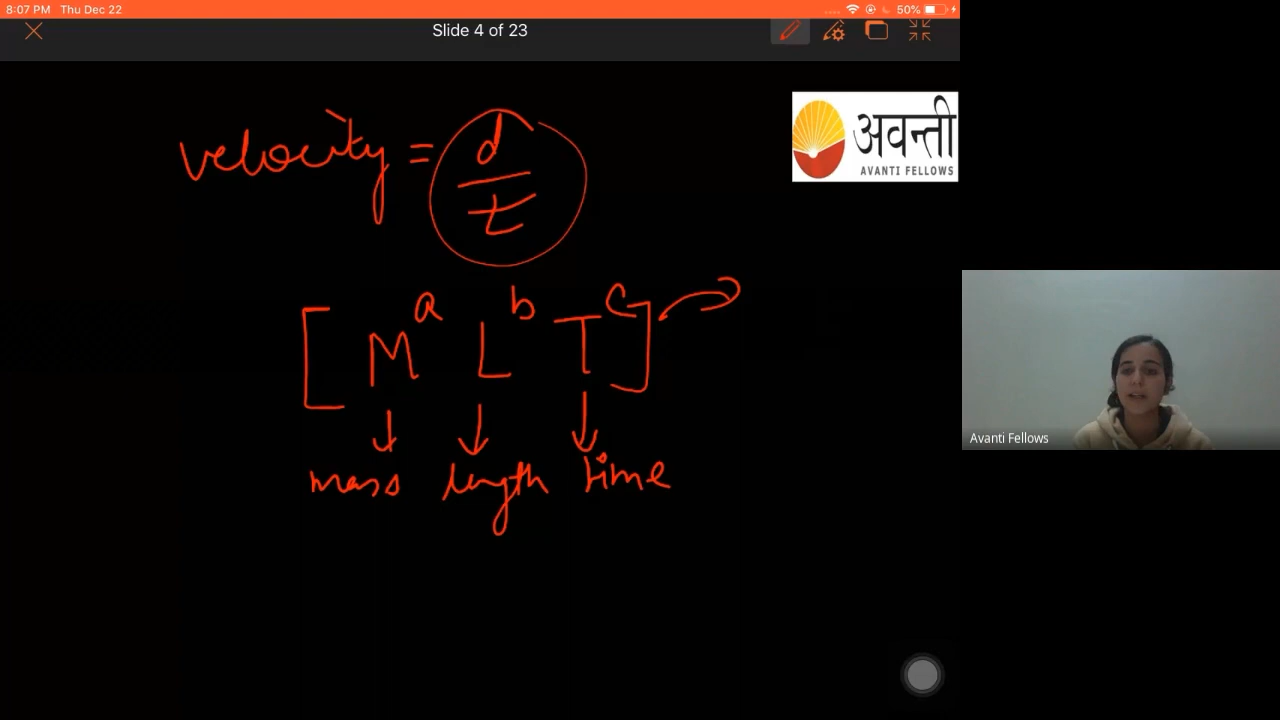 8:07 PM Thu Dec 22
50%
Slide 4 of 23
अवन्ती
AVANTI FELLOWS
velocity = d
t
[ M^a L^b T^c ]
mass length time
Avanti Fellows